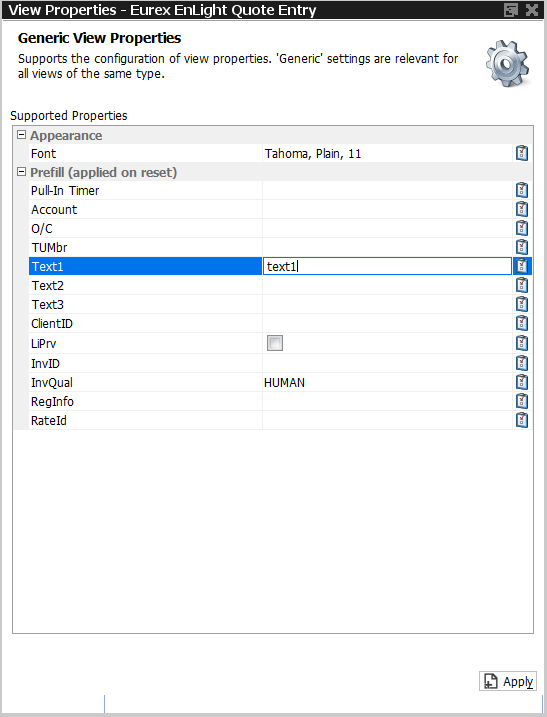 View Properties - Eurex EnLight Quote Entry
Generic View Properties
Supports the configuration of view properties. 'Generic' settings are relevant for
all views of the same type.
Supported Properties
Appearance
Font Tahoma, Plain, 11
Prefill (applied on reset)
Pull-In Timer
Account
O/C
TUMbr
Text1 text1
Text2
Text3
ClientID
LiPrv
InvID
InvQual HUMAN
RegInfo
RateId
Apply